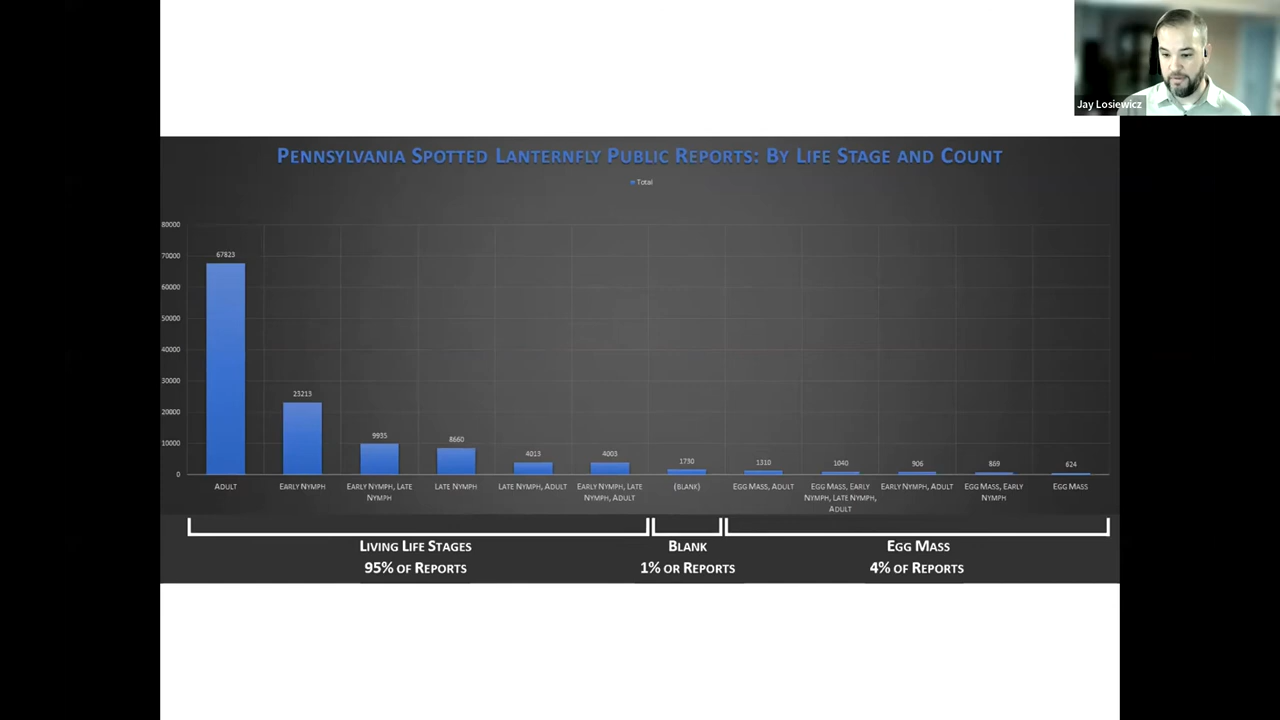 Jay Losiewicz
Pennsylvania Spotted Lanternfly Public Reports: By Life Stage and Count
Total
80000
70000
60000
50000
40000
30000
20000
10000
0
67823
23213
9935
8660
4013
4003
1730
1310
1040
906
869
624
ADULT
EARLY NYMPH
EARLY NYMPH, LATE
NYMPH
LATE NYMPH
LATE NYMPH, ADULT
EARLY NYMPH, LATE
NYMPH, ADULT
(BLANK)
EGG MASS, ADULT
EGG MASS, EARLY
NYMPH, LATE NYMPH,
ADULT
EARLY NYMPH, ADULT
EGG MASS, EARLY
NYMPH
EGG MASS
Living Life Stages
95% of Reports
Blank
1% or Reports
Egg Mass
4% of Reports